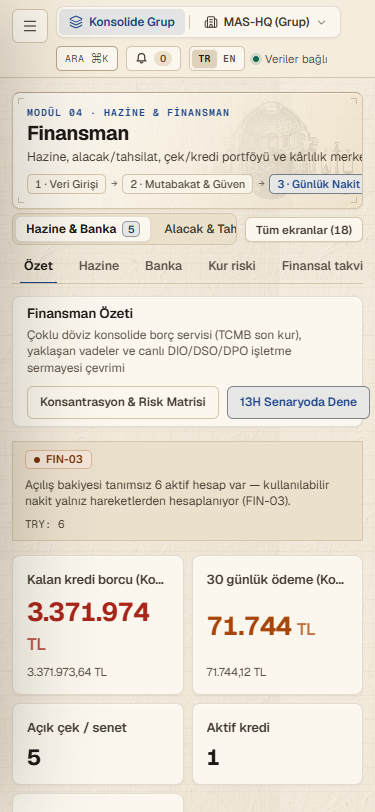 Konsolide Grup
MAS-HQ (Grup)
ARA ⌘K
0
TR EN
Veriler bağlı
MODÜL 04 · HAZİNE & FİNANSMAN
Finansman
Hazine, alacak/tahsilat, çek/kredi portföyü ve kârlılık merke
1 · Veri Girişi → 2 · Mutabakat & Güven → 3 · Günlük Nakit
Hazine & Banka 5
Alacak & Tah
Tüm ekranlar (18)
Özet Hazine Banka Kur riski Finansal takvi
Finansman Özeti
Çoklu döviz konsolide borç servisi (TCMB son kur),
yaklaşan vadeler ve canlı DIO/DSO/DPO işletme
sermayesi çevrimi
Konsantrasyon & Risk Matrisi
13H Senaryoda Dene
FIN-03
Açılış bakiyesi tanımsız 6 aktif hesap var — kullanılabilir
nakit yalnız hareketlerden hesaplanıyor (FIN-03).
TRY: 6
Kalan kredi borcu (Ko...
3.371.974
TL
3.371.973,64 TL
30 günlük ödeme (Ko...
71.744 TL
71.744,12 TL
Açık çek / senet
5
Aktif kredi
1